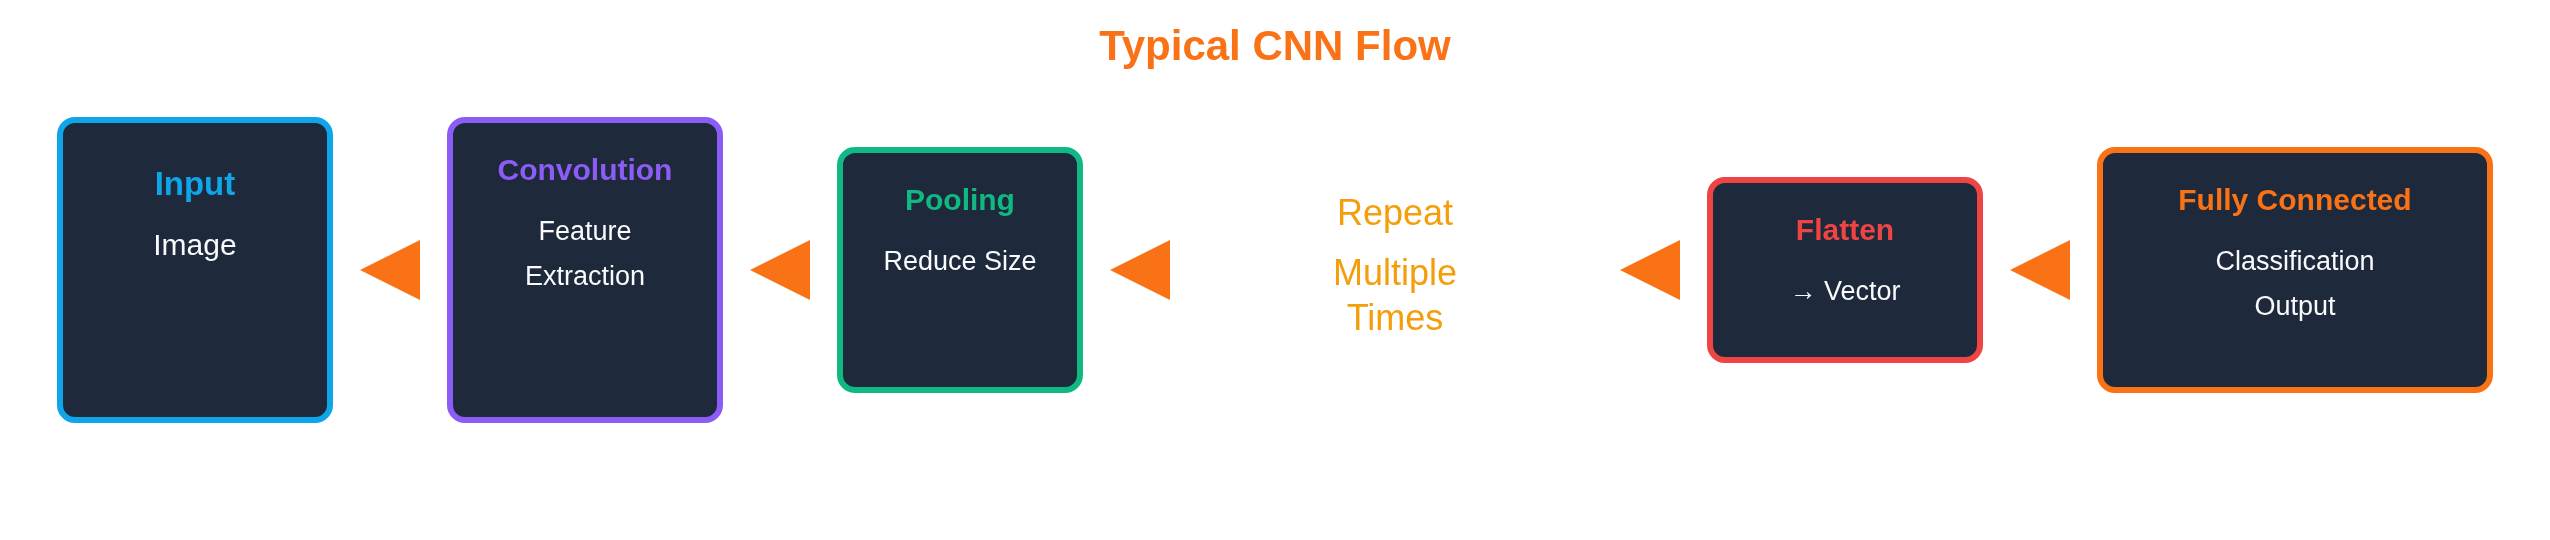 Typical CNN Flow
Input
Image
Convolution
Feature
Extraction
Pooling
Reduce Size
Repeat
Multiple
Times
Flatten
→ Vector
Fully Connected
Classification
Output